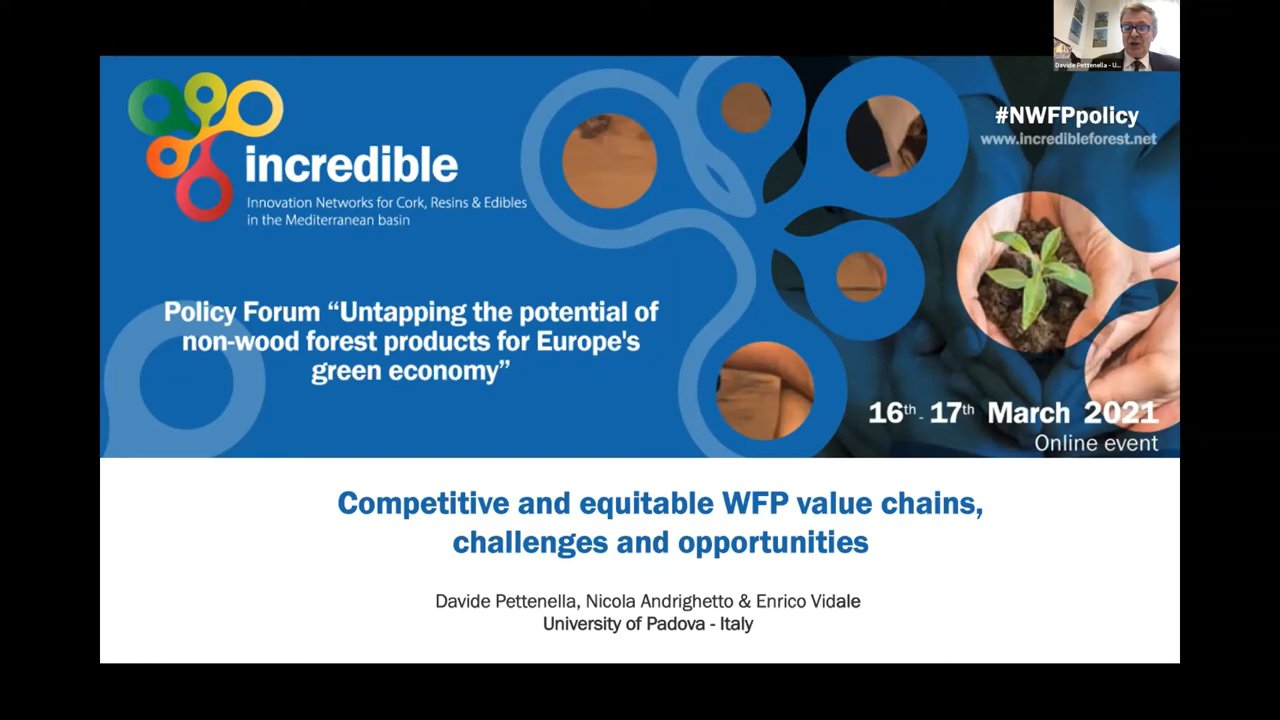 Davide Pettenella - U...
#NWFPpolicy
www.incredibleforest.net
incredible
Innovation Networks for Cork, Resins & Edibles
in the Mediterranean basin
Policy Forum “Untapping the potential of
non-wood forest products for Europe's
green economy”
16th - 17th March 2021
Online event
Competitive and equitable WFP value chains,
challenges and opportunities
Davide Pettenella, Nicola Andrighetto & Enrico Vidale
University of Padova - Italy